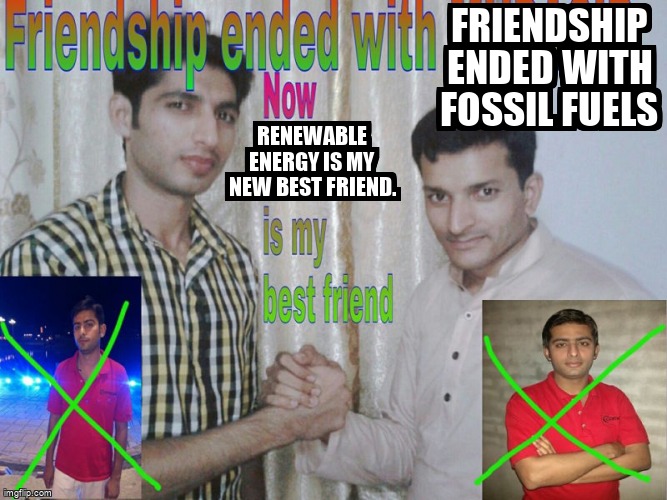 Friendship ended with
FRIENDSHIP
ENDED WITH
FOSSIL FUELS
Now
RENEWABLE
ENERGY IS MY
NEW BEST FRIEND.
is my
best friend
imgflip.com